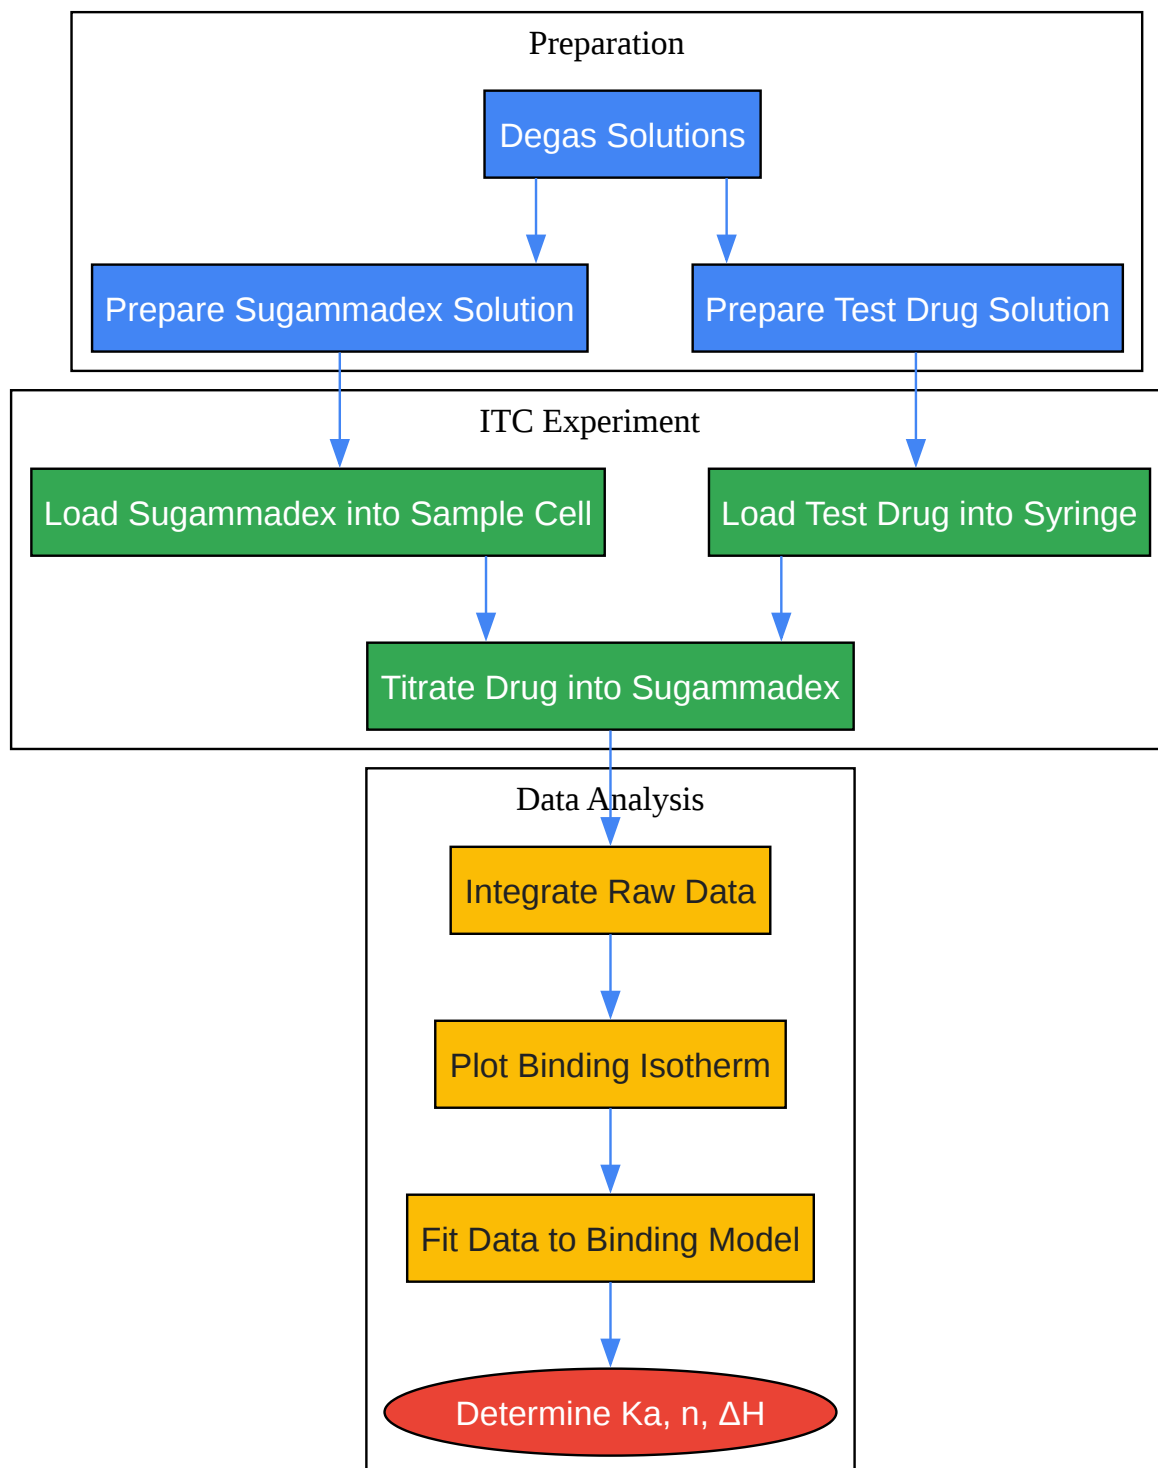 Preparation
Degas Solutions
Prepare Sugammadex Solution
Prepare Test Drug Solution
ITC Experiment
Load Sugammadex into Sample Cell
Load Test Drug into Syringe
Titrate Drug into Sugammadex
Data Analysis
Integrate Raw Data
Plot Binding Isotherm
Fit Data to Binding Model
Determine Ka, n, ΔH